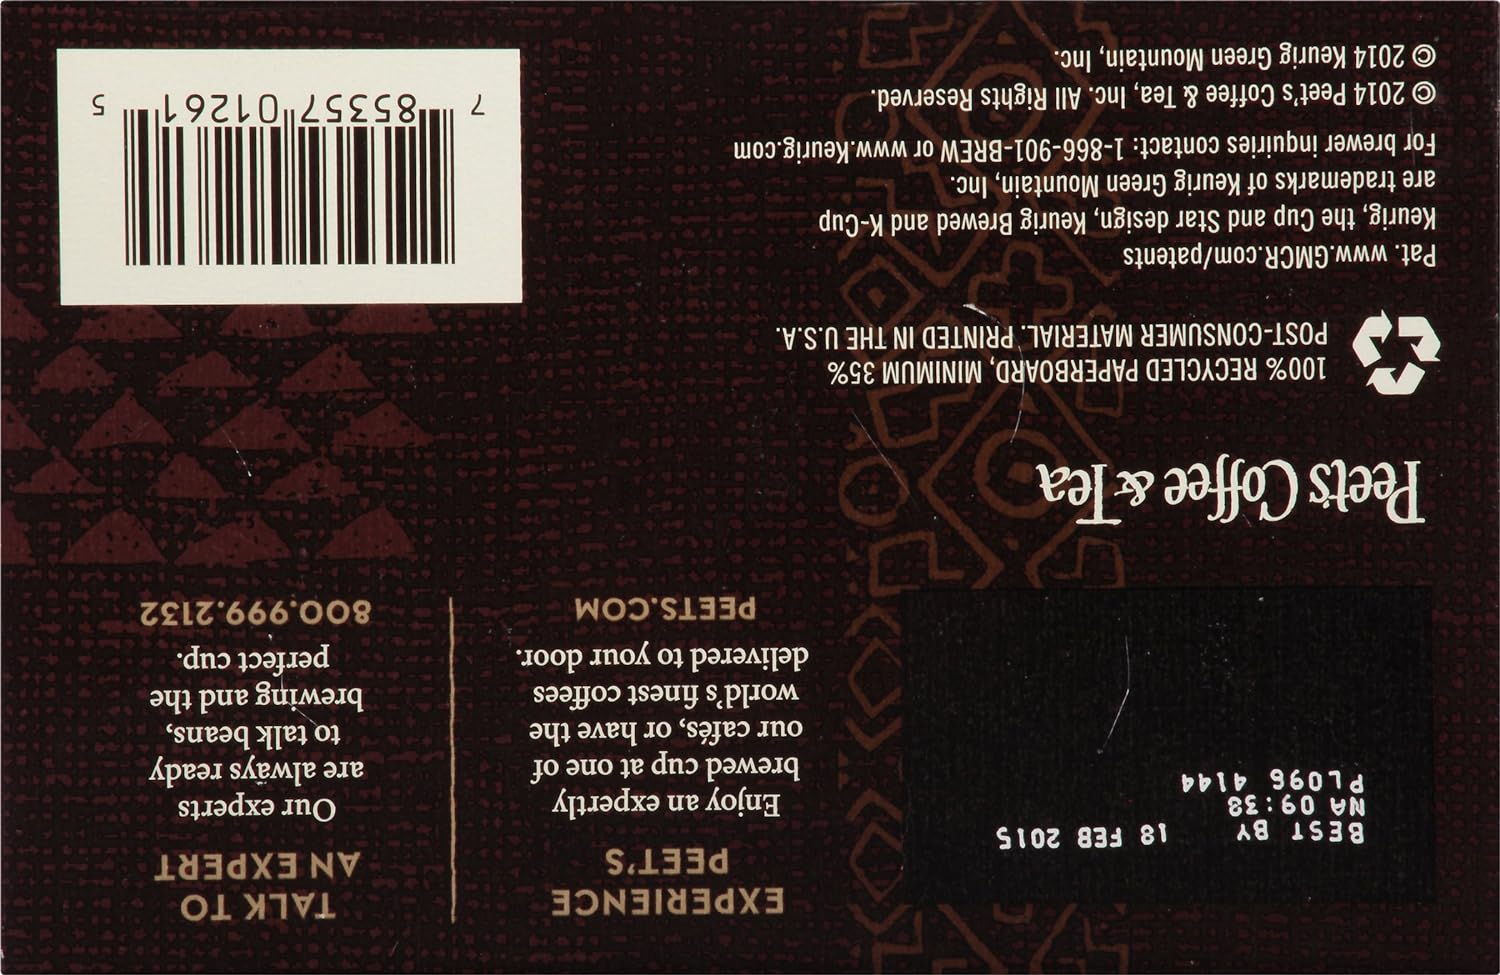 BEST BY 18 FEB 2015
NA 09:38
PL096 4144
EXPERIENCE
PEET'S
Enjoy an expertly
brewed cup at one of
our cafés, or have the
world's finest coffees
delivered to your door.
PEETS.COM
TALK TO
AN EXPERT
Our experts
are always ready
to talk beans,
brewing and the
perfect cup.
800.999.2132
Peet's Coffee & Tea
100% RECYCLED PAPERBOARD, MINIMUM 35%
POST-CONSUMER MATERIAL. PRINTED IN THE U.S.A.
Pat. www.GMCR.com/patents
Keurig, the Cup and Star design, Keurig Brewed and K-Cup
are trademarks of Keurig Green Mountain, Inc.
For brewer inquiries contact: 1-866-901-BREW or www.Keurig.com
© 2014 Peet's Coffee & Tea, Inc. All Rights Reserved.
© 2014 Keurig Green Mountain, Inc.
7 85357 01261 5